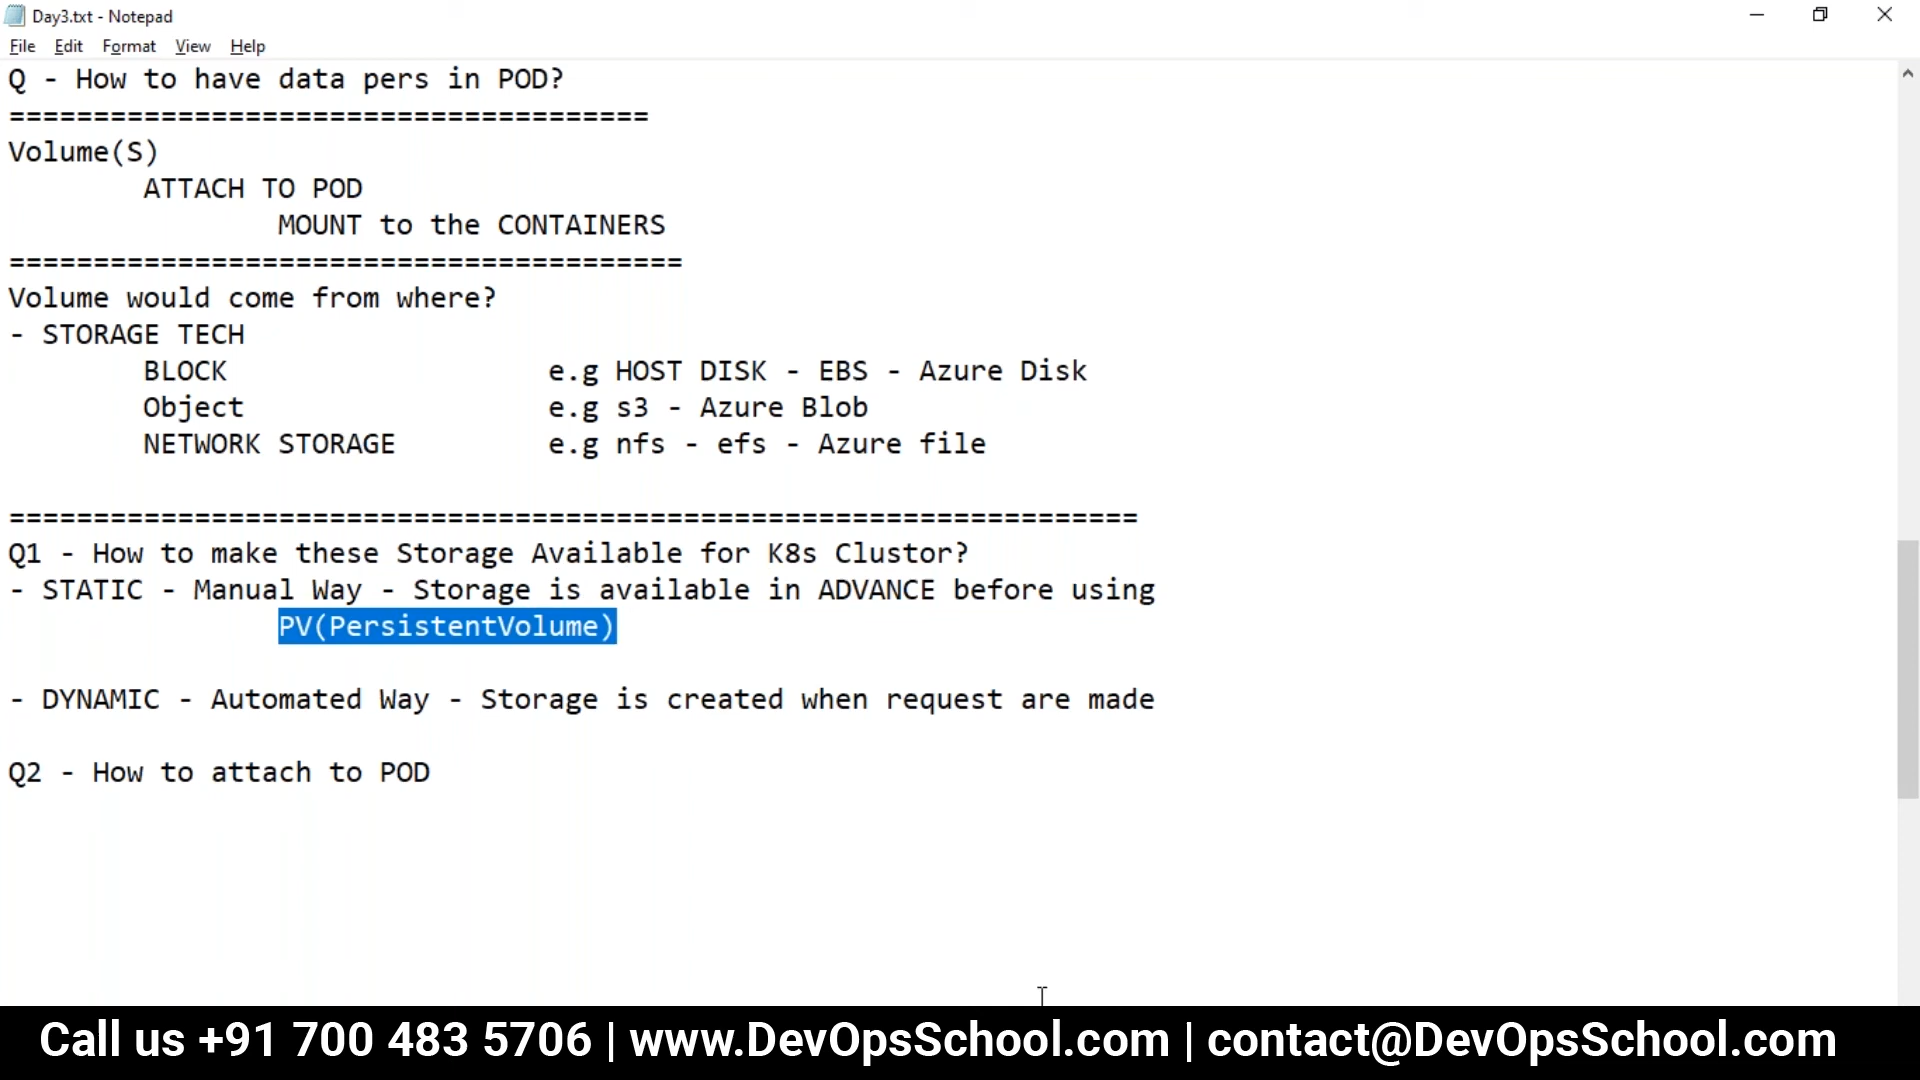 Day3.txt - Notepad
File Edit Format View Help
Q - How to have data pers in POD?
======================================
Volume(S)
ATTACH TO POD
MOUNT to the CONTAINERS
========================================
Volume would come from where?
- STORAGE TECH
BLOCK e.g HOST DISK - EBS - Azure Disk
Object e.g s3 - Azure Blob
NETWORK STORAGE e.g nfs - efs - Azure file
===================================================================
Q1 - How to make these Storage Available for K8s Clustor?
- STATIC - Manual Way - Storage is available in ADVANCE before using
PV(PersistentVolume)
- DYNAMIC - Automated Way - Storage is created when request are made
Q2 - How to attach to POD
Call us +91 700 483 5706 | www.DevOpsSchool.com | contact@DevOpsSchool.com